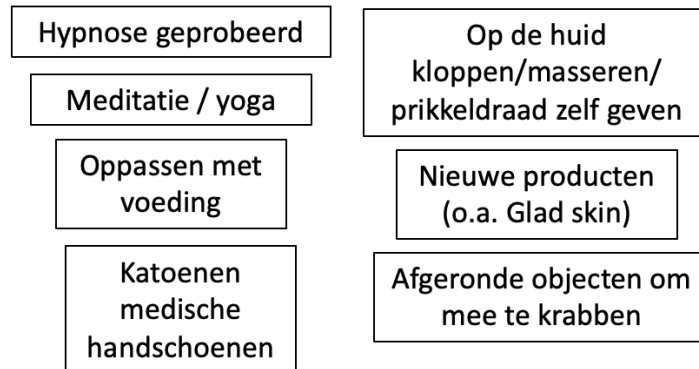 Hypnose geprobeerd
Meditatie / yoga
Oppassen met
voeding
Katoenen
medische
handschoenen
Op de huid
kloppen/masseren/
prikkeldraad zelf geven
Nieuwe producten
(o.a. Glad skin)
Afgeronde objecten om
mee te krabben